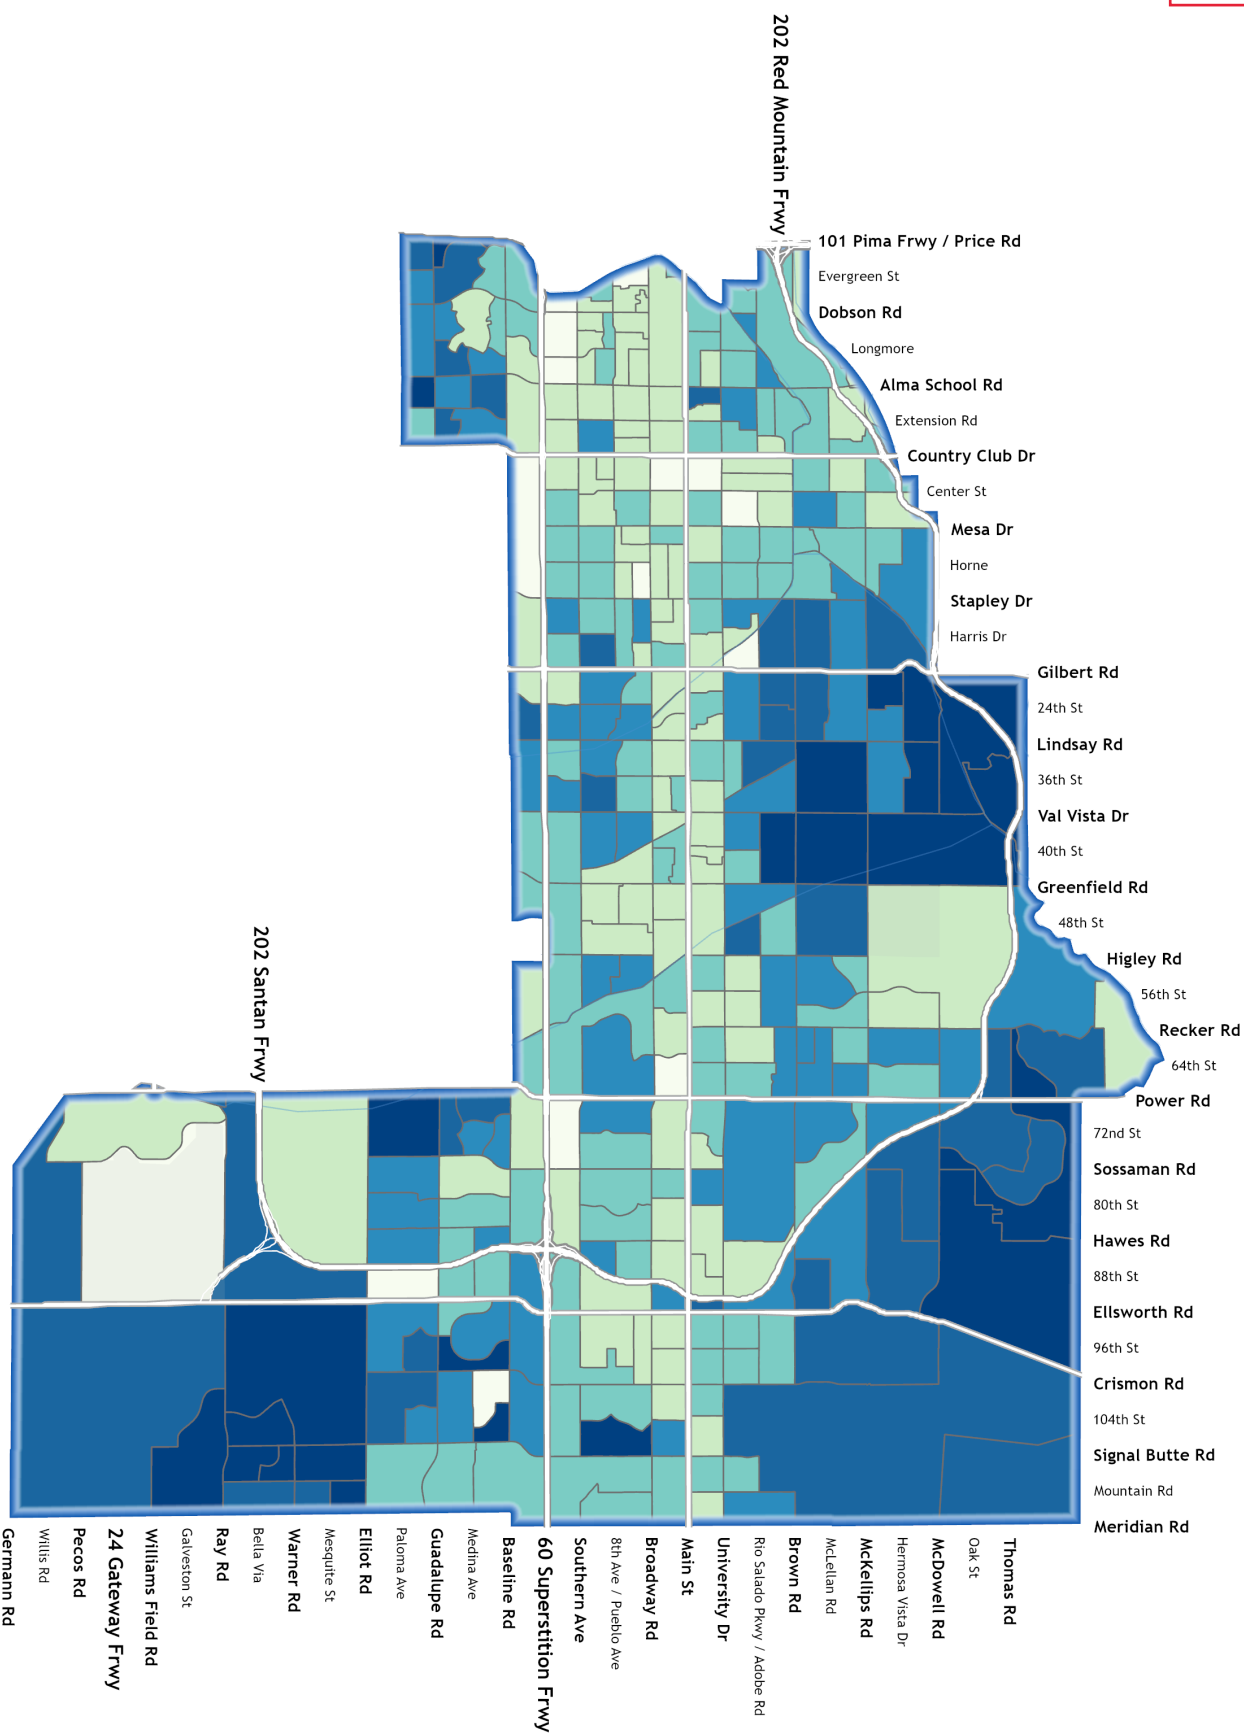 202 Red Mountain Frwy
101 Pima Frwy / Price Rd
Evergreen St
Dobson Rd
Longmore
Alma School Rd
Extension Rd
Country Club Dr
Center St
Mesa Dr
Horne
Stapley Dr
Harris Dr
Gilbert Rd
24th St
Lindsay Rd
36th St
Val Vista Dr
40th St
Greenfield Rd
48th St
202 Santan Frwy
Higley Rd
56th St
Recker Rd
64th St
Power Rd
72nd St
Sossaman Rd
80th St
Hawes Rd
88th St
Ellsworth Rd
96th St
Crismon Rd
104th St
Signal Butte Rd
Mountain Rd
Meridian Rd
Germann Rd
Willis Rd
Pecos Rd
24 Gateway Frwy
Williams Field Rd
Galveston St
Ray Rd
Bella Via
Warner Rd
Mesquite St
Elliot Rd
Paloma Ave
Guadalupe Rd
Medina Ave
Baseline Rd
60 Superstition Frwy
Southern Ave
8th Ave / Pueblo Ave
Broadway Rd
Main St
University Dr
Rio Salado Pkwy / Adobe Rd
Brown Rd
McLellan Rd
McKellips Rd
Hermosa Vista Dr
McDowell Rd
Oak St
Thomas Rd